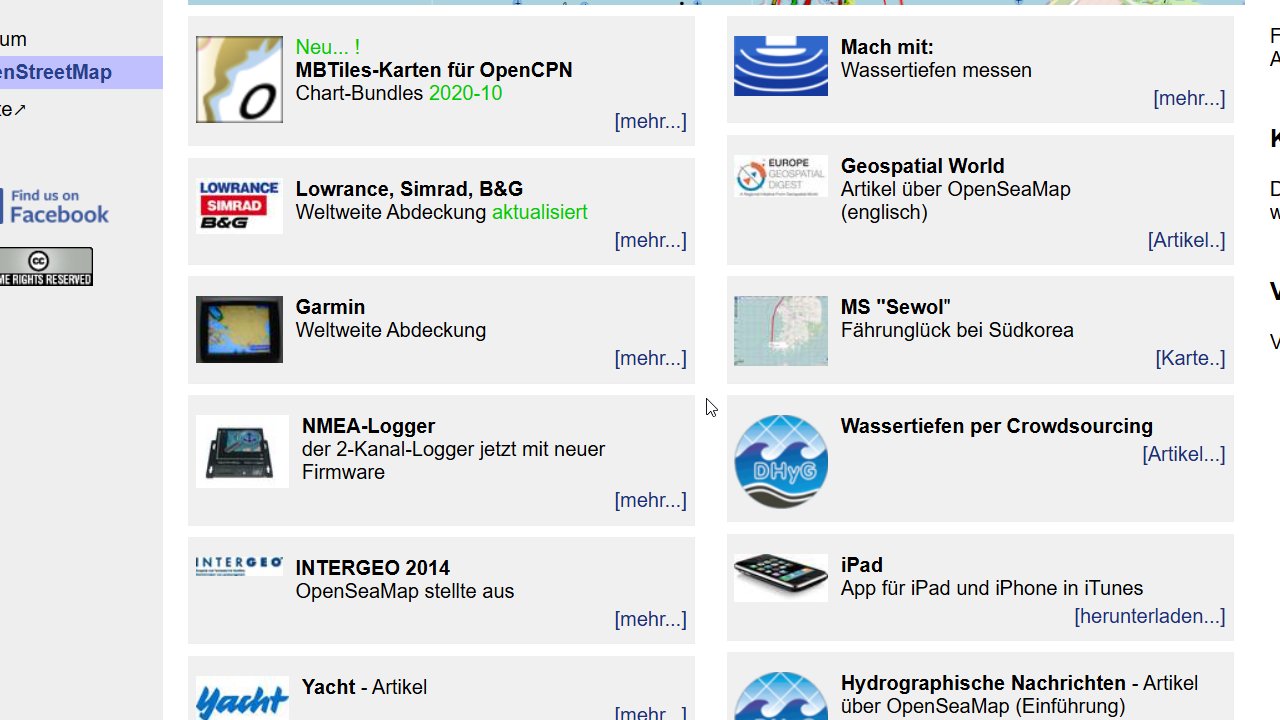 um
enStreetMap
te↗
Find us on
Facebook
cc
ME RIGHTS RESERVED
Neu... !
MBTiles-Karten für OpenCPN
Chart-Bundles 2020-10
[mehr...]
LOWRANCE
SIMRAD
B&G
Lowrance, Simrad, B&G
Weltweite Abdeckung aktualisiert
[mehr...]
Garmin
Weltweite Abdeckung
[mehr...]
NMEA-Logger
der 2-Kanal-Logger jetzt mit neuer
Firmware
[mehr...]
INTERGEO
INTERGEO 2014
OpenSeaMap stellte aus
[mehr...]
Yacht
Yacht - Artikel
[mehr...]
Mach mit:
Wassertiefen messen
[mehr...]
EUROPE
GEOSPATIAL
DIGEST
Geospatial World
Artikel über OpenSeaMap
(englisch)
[Artikel..]
MS "Sewol"
Fährunglück bei Südkorea
[Karte..]
DHyG
Wassertiefen per Crowdsourcing
[Artikel...]
iPad
App für iPad und iPhone in iTunes
[herunterladen...]
Hydrographische Nachrichten - Artikel
über OpenSeaMap (Einführung)
F
A
K
D
w
V
V